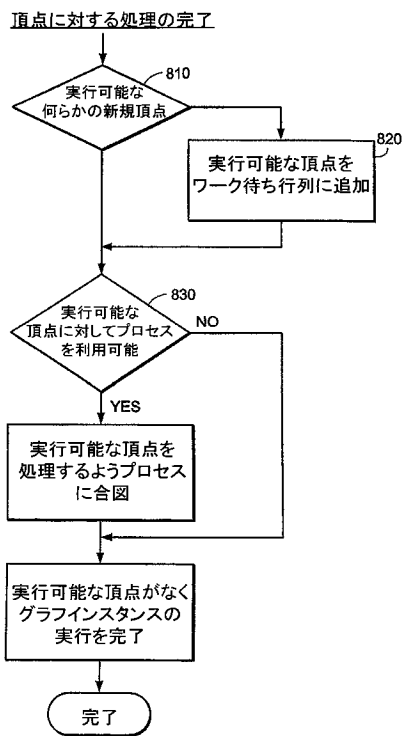 頂点に対する処理の完了
810
実行可能な
何らかの新規頂点
820
実行可能な頂点を
ワーク待ち行列に追加
830
実行可能な
頂点に対してプロセス
を利用可能
NO
YES
実行可能な頂点を
処理するようプロセス
に合図
実行可能な頂点がなく
グラフインスタンスの
実行を完了
完了